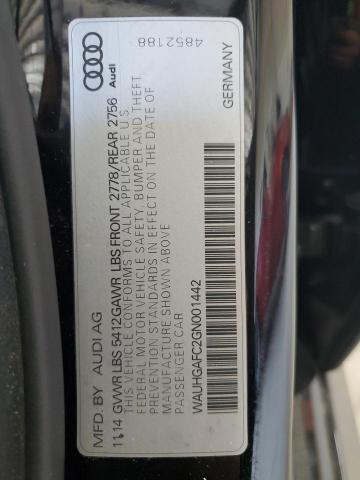 MFD. BY AUDI AG
11.14 GVWR LBS 5412 GAWR LBS FRONT 2778/REAR 2756
THIS VEHICLE CONFORMS TO ALL APPLICABLE U.S.
FEDERAL MOTOR VEHICLE SAFETY, BUMPER AND THEFT
PREVENTION STANDARDS IN EFFECT ON THE DATE OF
MANUFACTURE SHOWN ABOVE
PASSENGER CAR
WAUHGAFC2GN001442
Audi
4852188
GERMANY